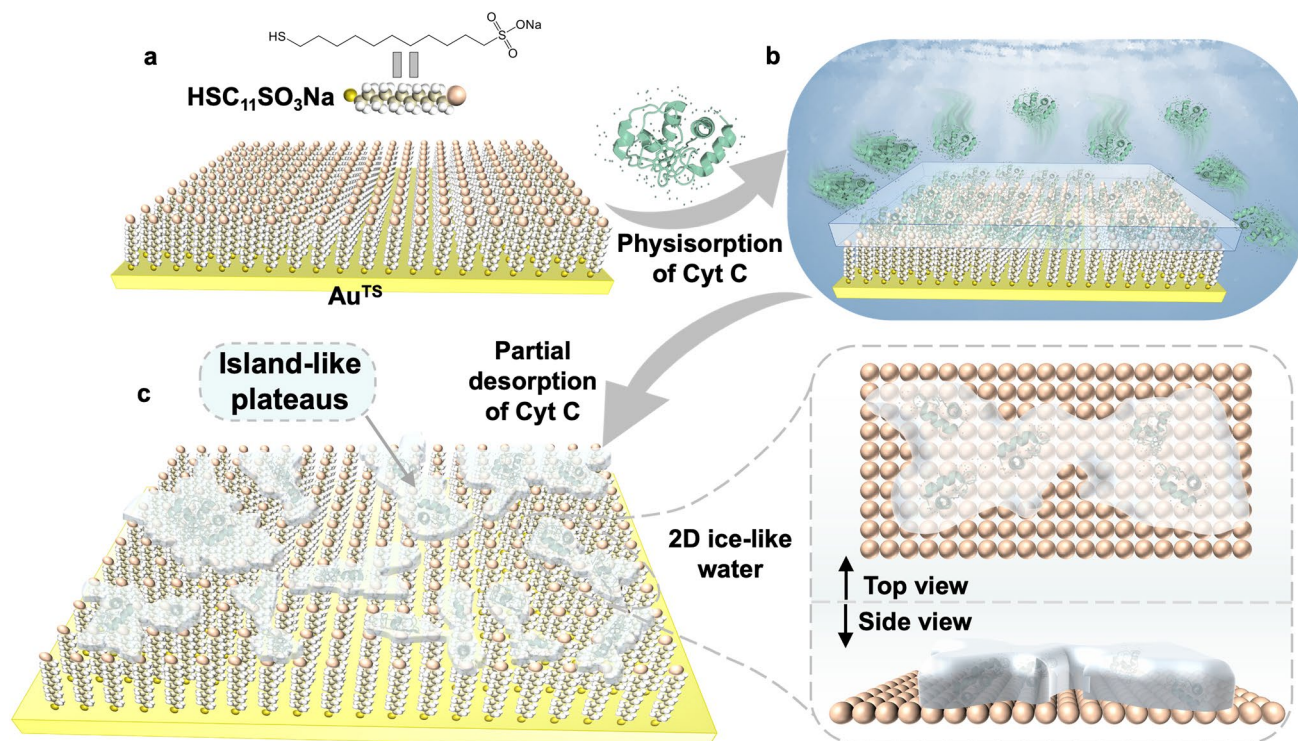 HS
S
O
ONa
O
a
HSC₁₁SO₃Na
b
Physisorption
of Cyt C
Auᵀˢ
Island-like
plateaus
Partial
desorption
of Cyt C
c
2D ice-like
water
Top view
Side view